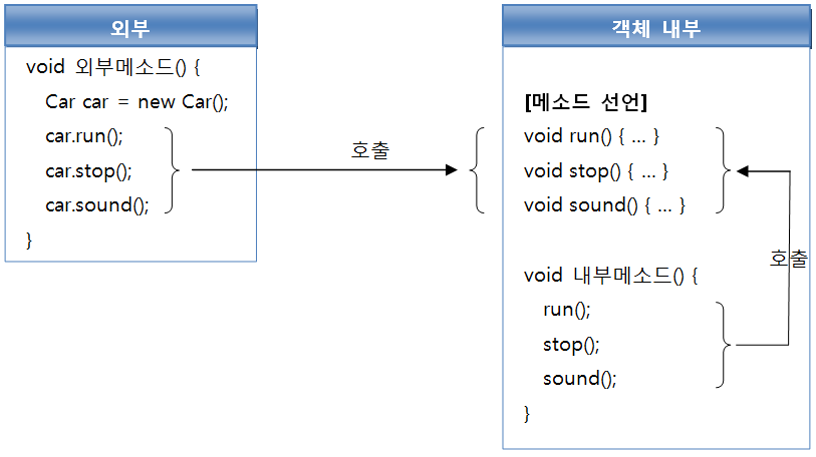 외부
void 외부메소드() {
Car car = new Car();
car.run();
car.stop();
car.sound();
}
호출
객체 내부
[메소드 선언]
void run() { ... }
void stop() { ... }
void sound() { ... }
호출
void 내부메소드() {
run();
stop();
sound();
}